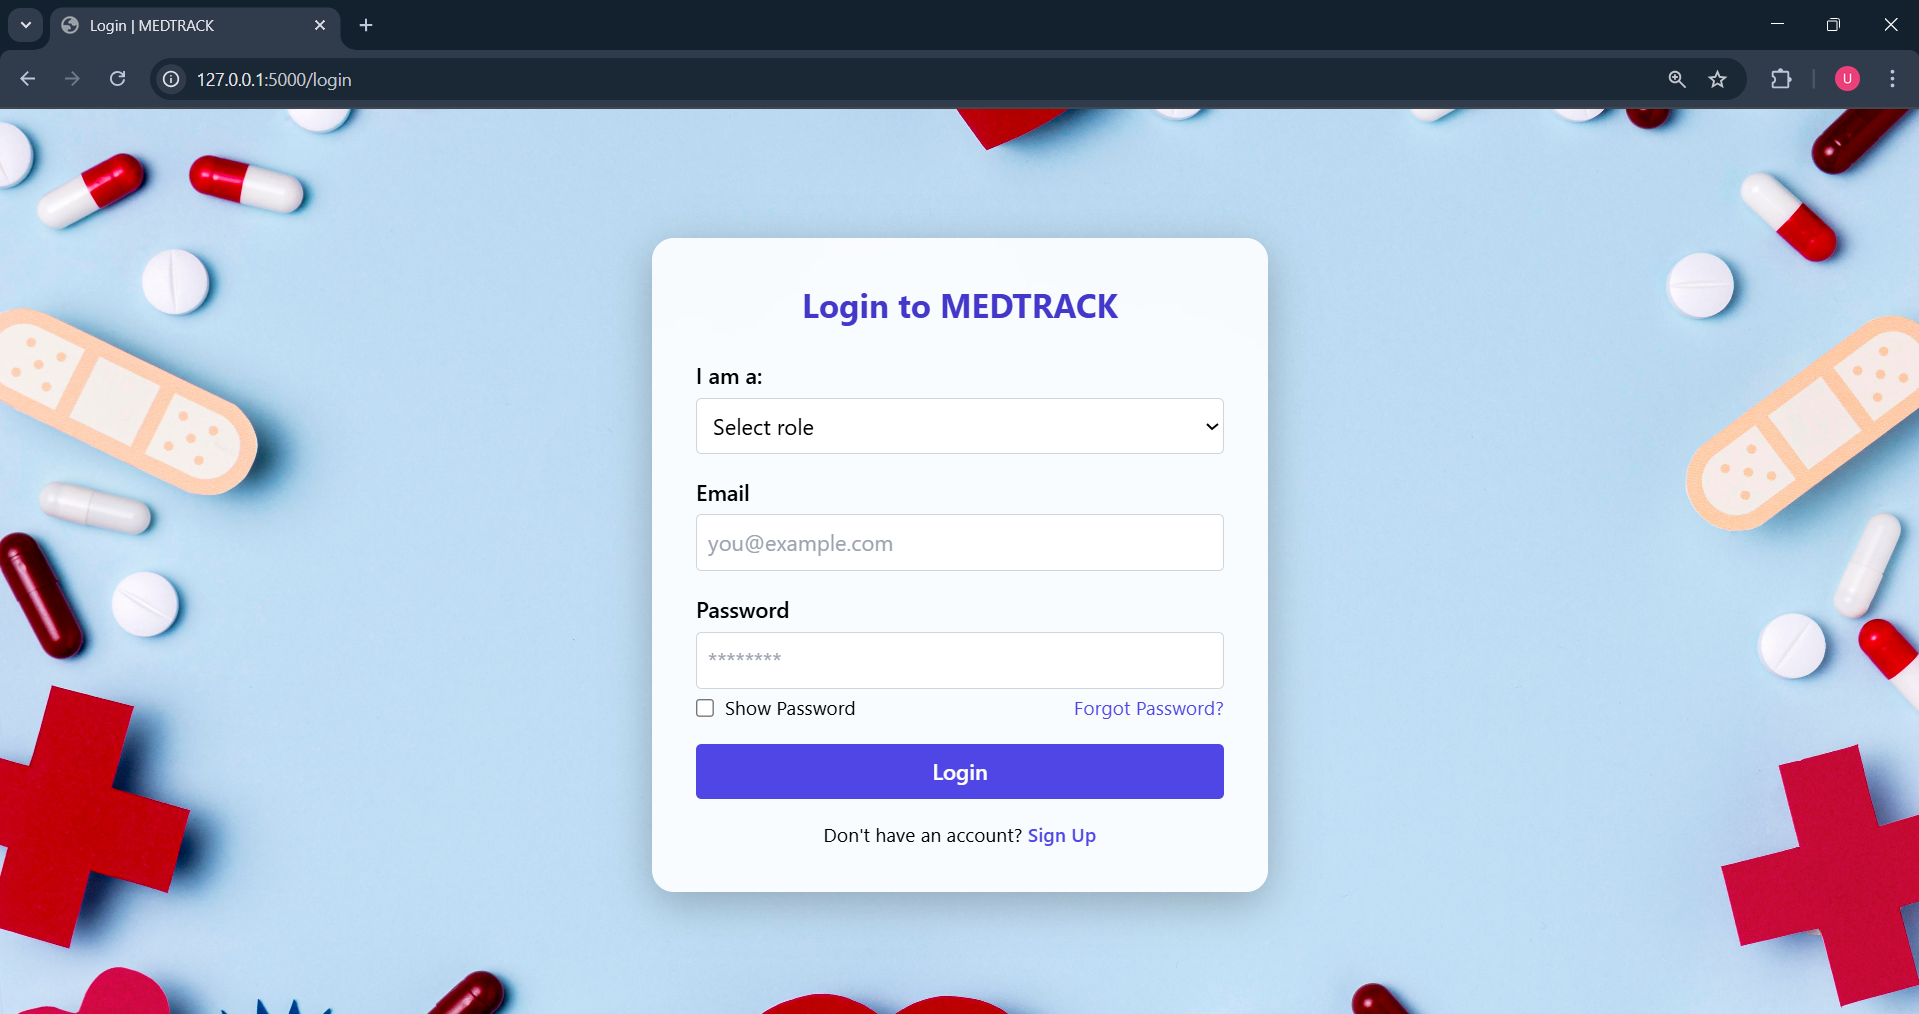 Login | MEDTRACK
127.0.0.1:5000/login
U
Login to MEDTRACK
I am a:
Select role
Email
you@example.com
Password
********
Show Password Forgot Password?
Login
Don't have an account? Sign Up